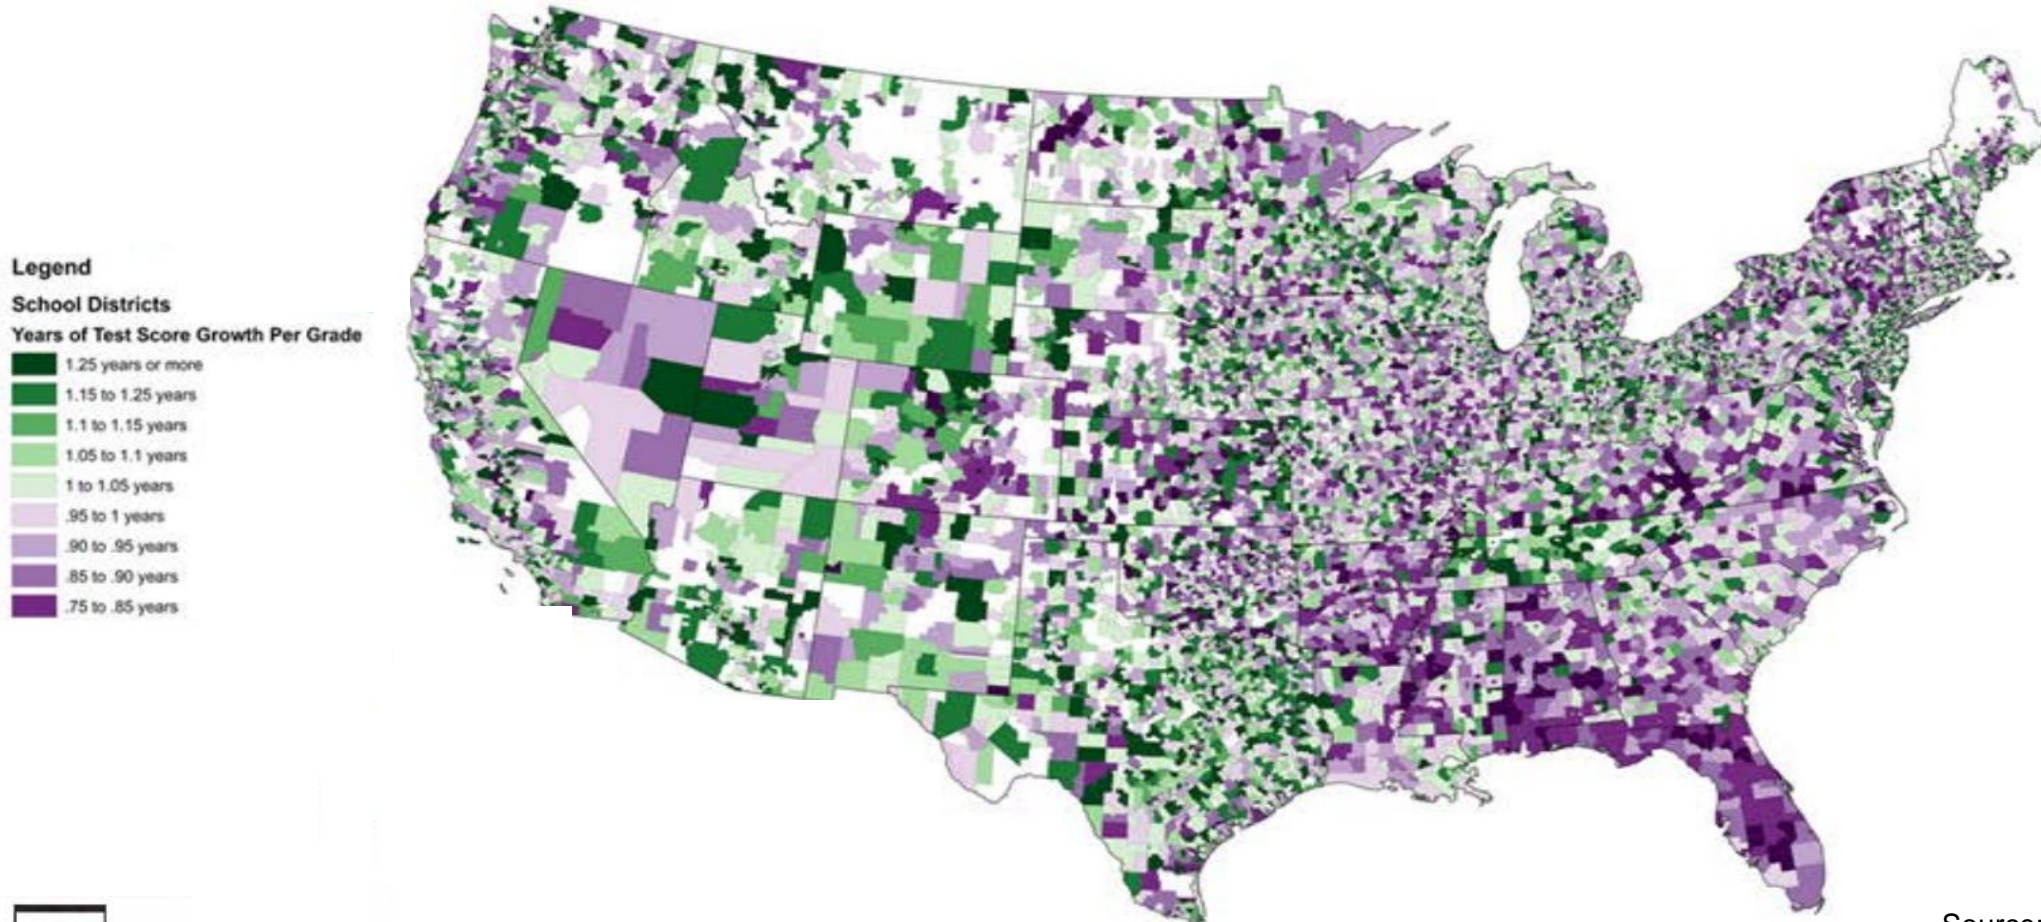 Legend
School Districts
Years of Test Score Growth Per Grade
1.25 years or more
1.15 to 1.25 years
1.1 to 1.15 years
1.05 to 1.1 years
1 to 1.05 years
.95 to 1 years
.90 to .95 years
.85 to .90 years
.75 to .85 years